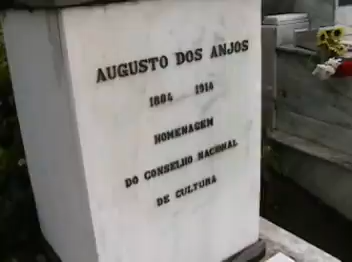 AUGUSTO DOS ANJOS
1884 1914
HOMENAGEM
DO CONSELHO NACIONAL
DE CULTURA